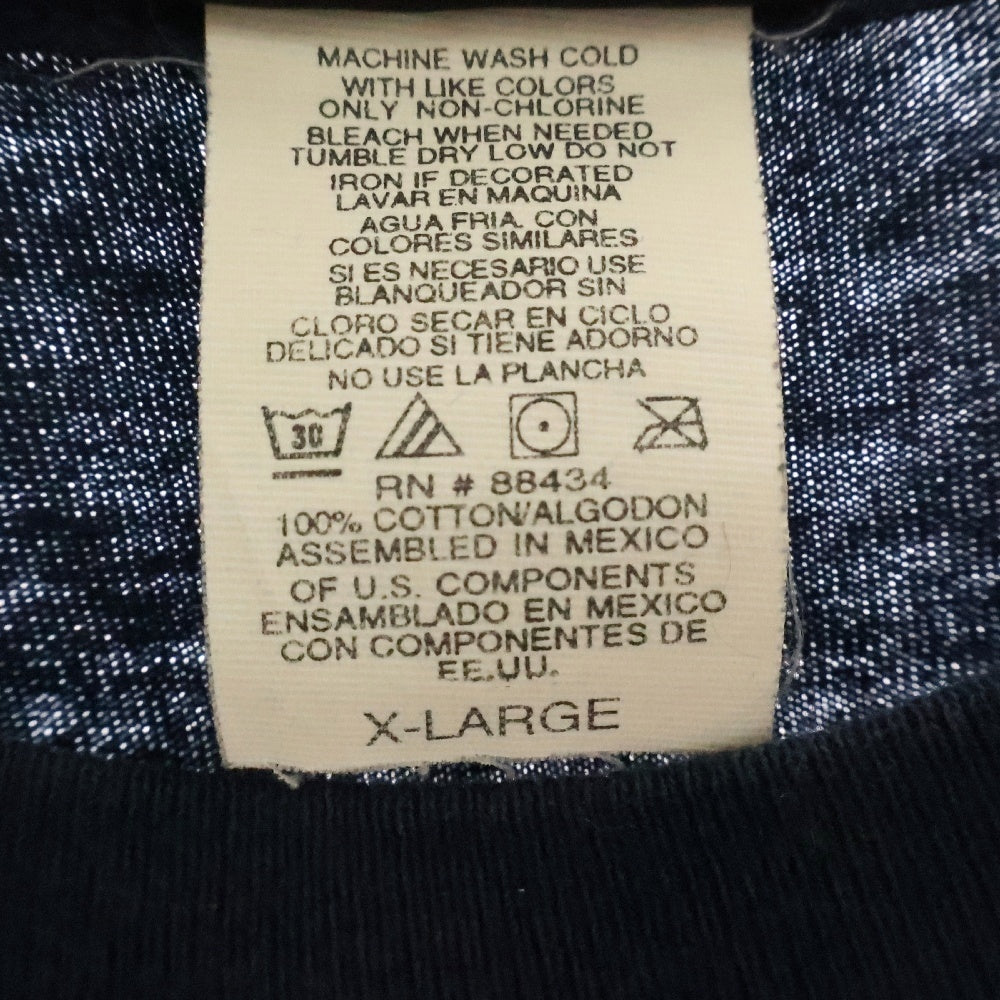 MACHINE WASH COLD
WITH LIKE COLORS
ONLY NON-CHLORINE
BLEACH WHEN NEEDED
TUMBLE DRY LOW DO NOT
IRON IF DECORATED
LAVAR EN MAQUINA
AGUA FRIA. CON
COLORES SIMILARES
SI ES NECESARIO USE
BLANQUEADOR SIN
CLORO SECAR EN CICLO
DELICADO SI TIENE ADORNO
NO USE LA PLANCHA
30
RN # 88434
100% COTTON/ALGODON
ASSEMBLED IN MEXICO
OF U.S. COMPONENTS
ENSAMBLADO EN MEXICO
CON COMPONENTES DE
EE.UU.
X-LARGE